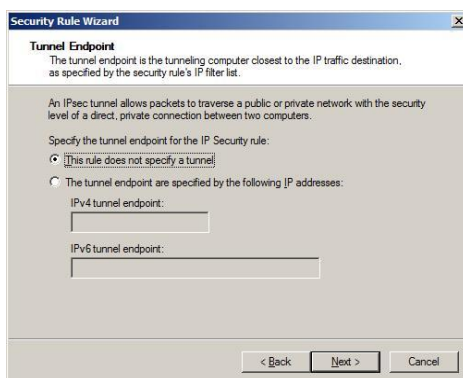 Security Rule Wizard
Tunnel Endpoint
The tunnel endpoint is the tunneling computer closest to the IP traffic destination,
as specified by the security rule's IP filter list.
An IPsec tunnel allows packets to traverse a public or private network with the security
level of a direct, private connection between two computers.
Specify the tunnel endpoint for the IP Security rule:
This rule does not specify a tunnel
The tunnel endpoint are specified by the following IP addresses:
IPv4 tunnel endpoint:
IPv6 tunnel endpoint:
< Back Next > Cancel